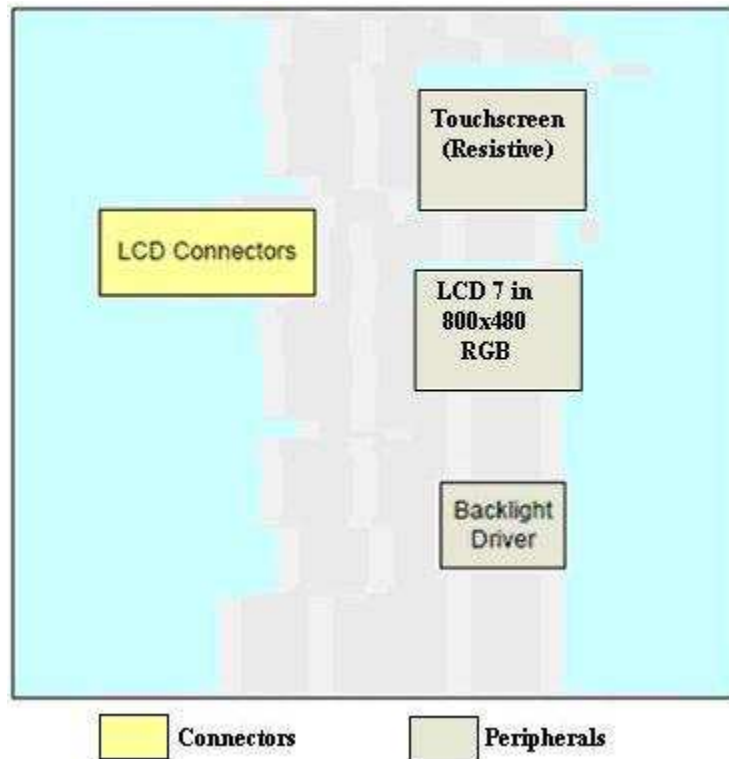 Touchscreen
(Resistive)
LCD Connectors
LCD 7 in
800x480
RGB
Backlight
Driver
Connectors
Peripherals